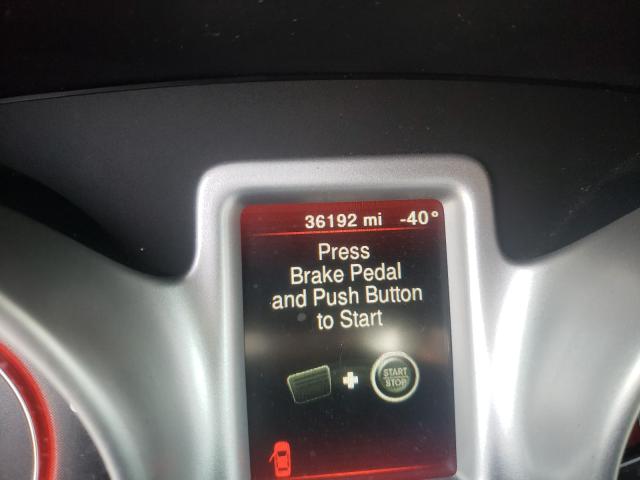 36192 mi -40°
Press
Brake Pedal
and Push Button
to Start
START
STOP